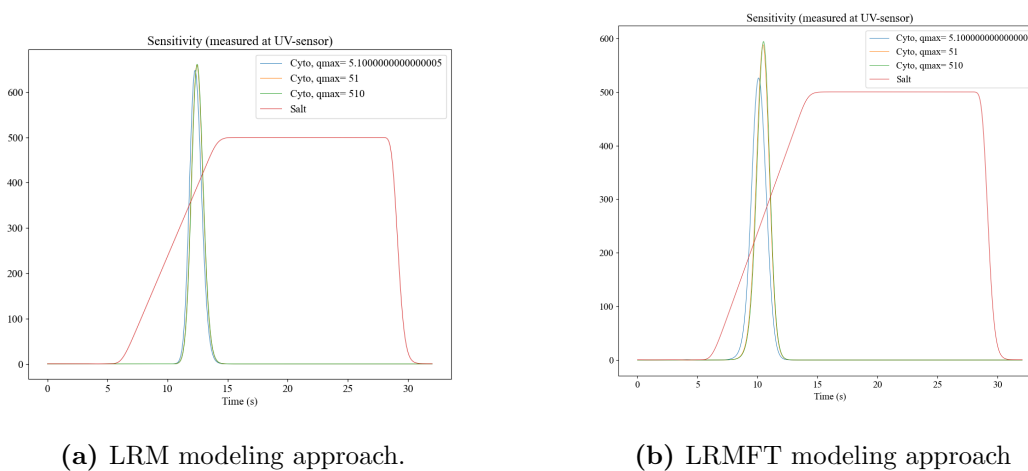 Sensitivity (measured at UV-sensor)
Cyto, qmax= 5.1000000000000005
Cyto, qmax= 51
Cyto, qmax= 510
Salt
600
500
400
300
200
100
0
0 5 10 15 20 25 30
Time (s)
(a) LRM modeling approach.
Sensitivity (measured at UV-sensor)
Cyto, qmax= 5.100000000000000
Cyto, qmax= 51
Cyto, qmax= 510
Salt
600
500
400
300
200
100
0
0 5 10 15 20 25 30
Time (s)
(b) LRMFT modeling approach